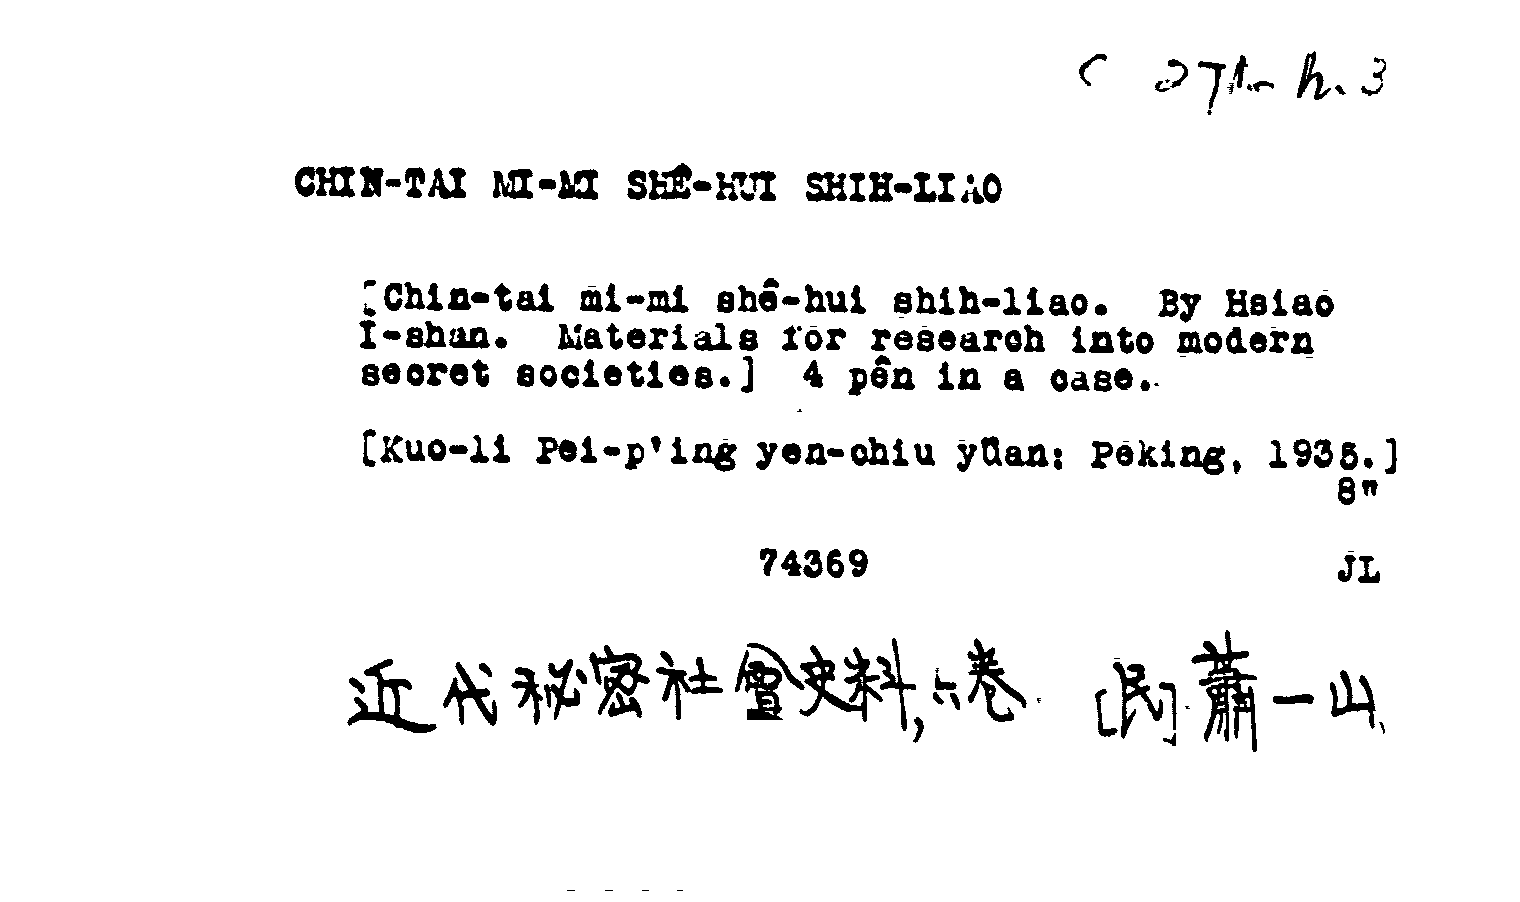 CHIN-TAI MI-MI SHÊ-HUI SHIH-LIAO
[Chin-tai mi-mi shê-hui shih-liao. By Hsiao
I-shan. Materials for research into modern
secret societies.] 4 pên in a case.
[Kuo-li Pei-p'ing yen-chiu yüan: Peking, 1935.]
8"
74369 JL
近代秘密社會史料,六卷. [民]蕭一山